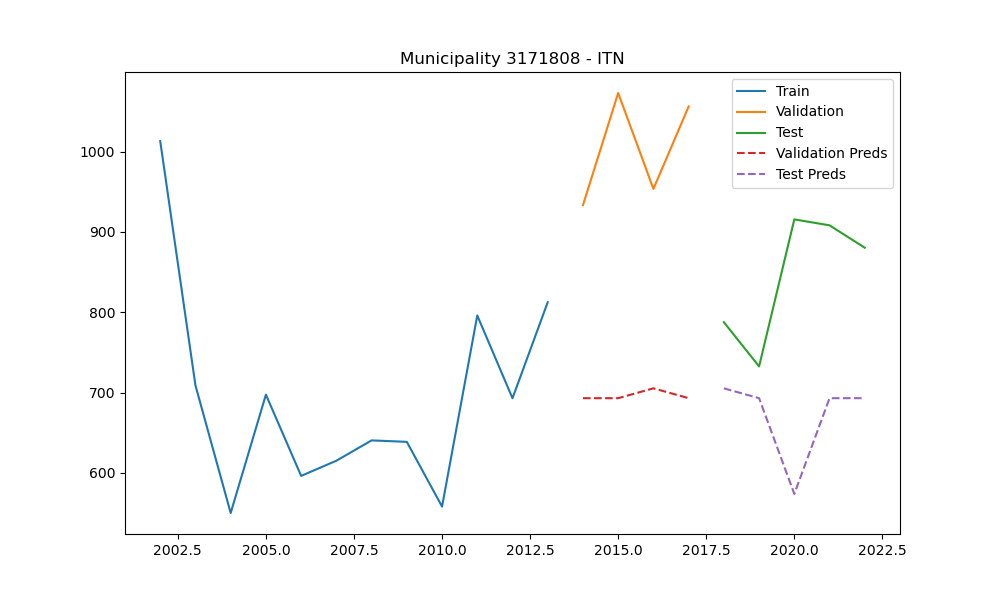 Municipality 3171808 - ITN
Train
Validation
Test
Validation Preds
Test Preds
1000
900
800
700
600
2002.5 2005.0 2007.5 2010.0 2012.5 2015.0 2017.5 2020.0 2022.5